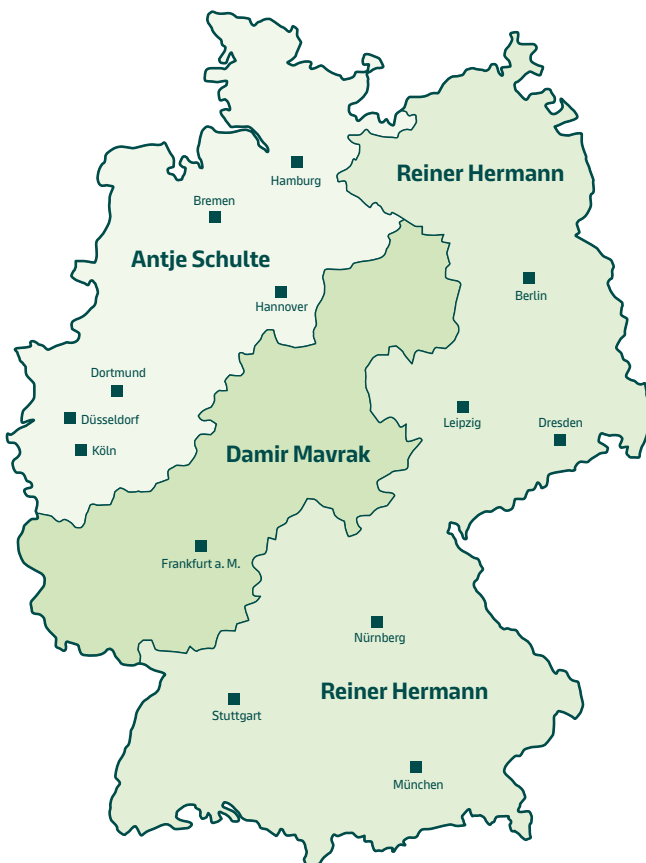 Hamburg
Reiner Hermann
Bremen
Antje Schulte
Berlin
Hannover
Dortmund
Düsseldorf
Leipzig
Dresden
Köln
Damir Mavrak
Frankfurt a. M.
Nürnberg
Reiner Hermann
Stuttgart
München